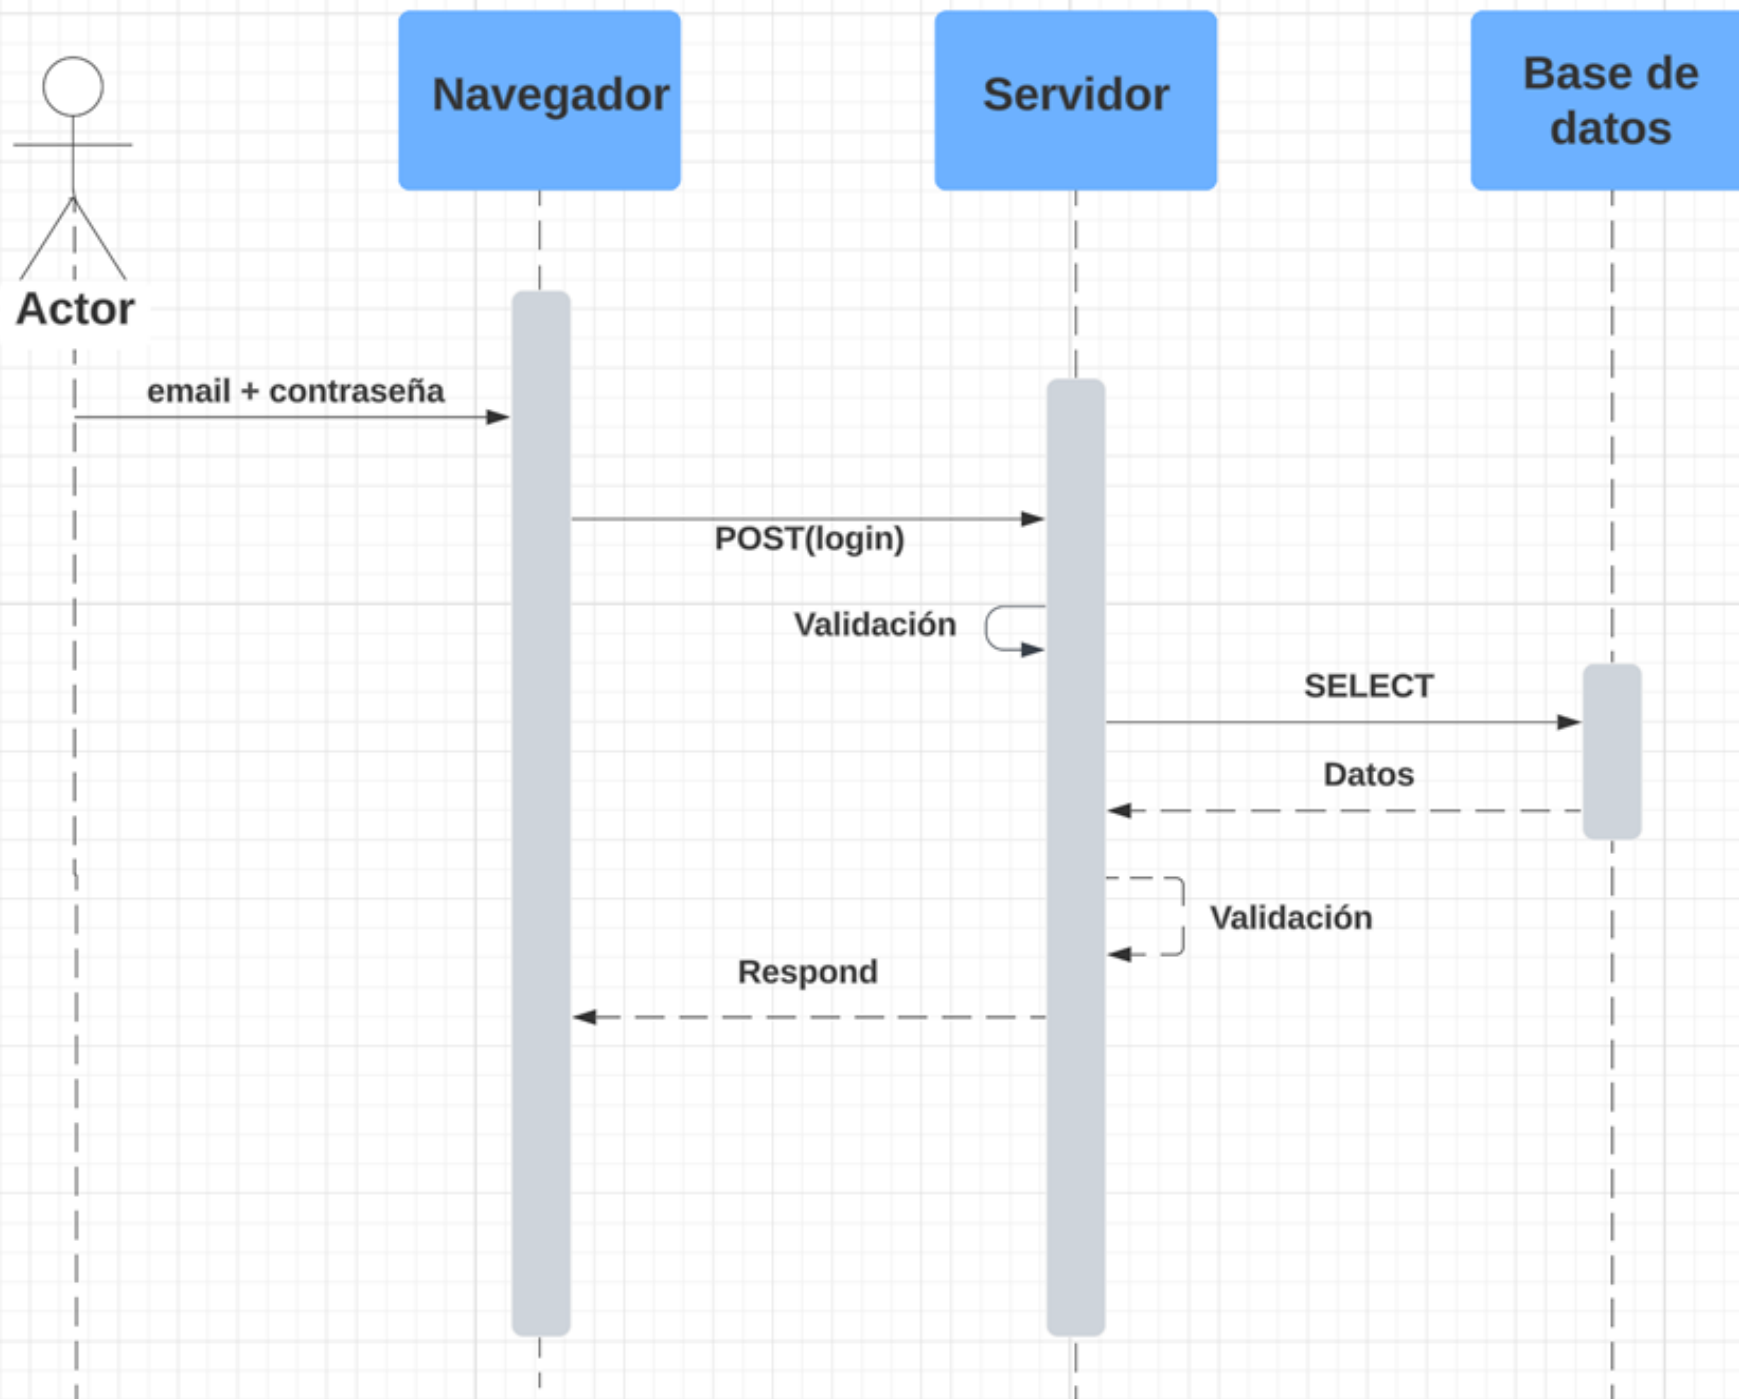 Navegador
Servidor
Base de
datos
Actor
email + contraseña
POST(login)
Validación
SELECT
Datos
Validación
Respond